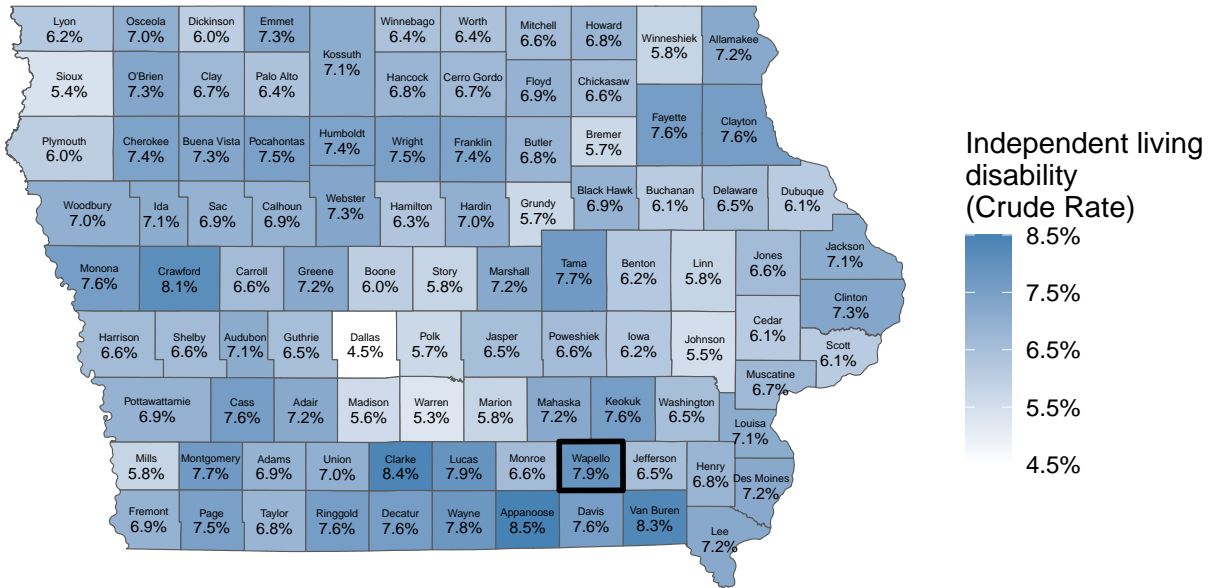 Lyon
6.2%
Osceola
7.0%
Dickinson
6.0%
Emmet
7.3%
Kossuth
7.1%
Winnebago
6.4%
Worth
6.4%
Mitchell
6.6%
Howard
6.8%
Winneshiek
5.8%
Allamakee
7.2%
Sioux
5.4%
O'Brien
7.3%
Clay
6.7%
Palo Alto
6.4%
Hancock
6.8%
Cerro Gordo
6.7%
Floyd
6.9%
Chickasaw
6.6%
Fayette
7.6%
Clayton
7.6%
Plymouth
6.0%
Cherokee
7.4%
Buena Vista
7.3%
Pocahontas
7.5%
Humboldt
7.4%
Wright
7.5%
Franklin
7.4%
Butler
6.8%
Bremer
5.7%
Woodbury
7.0%
Ida
7.1%
Sac
6.9%
Calhoun
6.9%
Webster
7.3%
Hamilton
6.3%
Hardin
7.0%
Grundy
5.7%
Black Hawk
6.9%
Buchanan
6.1%
Delaware
6.5%
Dubuque
6.1%
Monona
7.6%
Crawford
8.1%
Carroll
6.6%
Greene
7.2%
Boone
6.0%
Story
5.8%
Marshall
7.2%
Tama
7.7%
Benton
6.2%
Linn
5.8%
Jones
6.6%
Jackson
7.1%
Clinton
7.3%
Harrison
6.6%
Shelby
6.6%
Audubon
7.1%
Guthrie
6.5%
Dallas
4.5%
Polk
5.7%
Jasper
6.5%
Poweshiek
6.6%
Iowa
6.2%
Johnson
5.5%
Cedar
6.1%
Scott
6.1%
Muscatine
6.7%
Pottawattamie
6.9%
Cass
7.6%
Adair
7.2%
Madison
5.6%
Warren
5.3%
Marion
5.8%
Mahaska
7.2%
Keokuk
7.6%
Washington
6.5%
Louisa
7.1%
Mills
5.8%
Montgomery
7.7%
Adams
6.9%
Union
7.0%
Clarke
8.4%
Lucas
7.9%
Monroe
6.6%
Wapello
7.9%
Jefferson
6.5%
Henry
6.8%
Des Moines
7.2%
Fremont
6.9%
Page
7.5%
Taylor
6.8%
Ringgold
7.6%
Decatur
7.6%
Wayne
7.8%
Appanoose
8.5%
Davis
7.6%
Van Buren
8.3%
Lee
7.2%
Independent living
disability
(Crude Rate)
8.5%
7.5%
6.5%
5.5%
4.5%